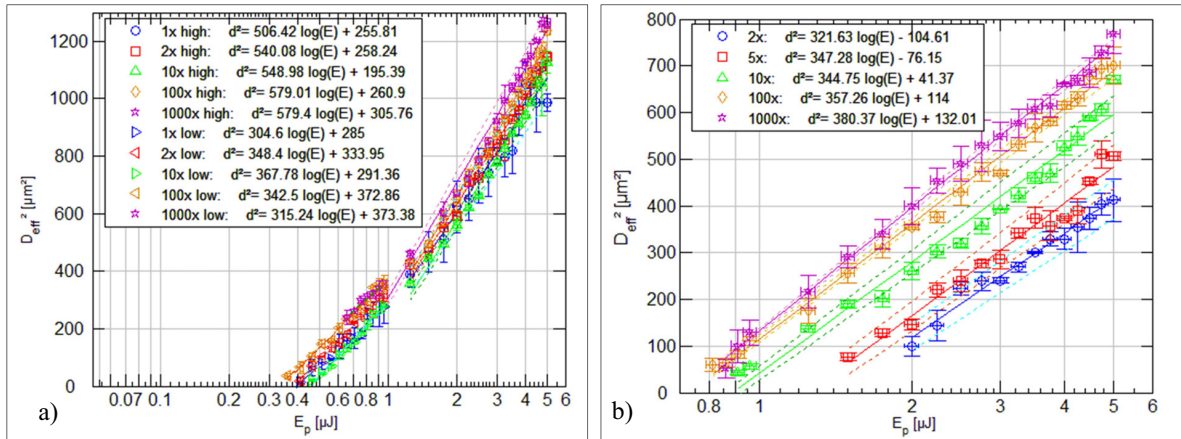 1x high: d²= 506.42 log(E) + 255.81
2x high: d²= 540.08 log(E) + 258.24
10x high: d²= 548.98 log(E) + 195.39
100x high: d²= 579.01 log(E) + 260.9
1000x high: d²= 579.4 log(E) + 305.76
1x low: d²= 304.6 log(E) + 285
2x low: d²= 348.4 log(E) + 333.95
10x low: d²= 367.78 log(E) + 291.36
100x low: d²= 342.5 log(E) + 372.86
1000x low: d²= 315.24 log(E) + 373.38
D_eff² [µm²]
1200
1000
800
600
400
200
0
0.07 0.1 0.2 0.3 0.4 0.6 0.8 1 2 3 4 5 6
E_p [µJ]
a)
2x: d²= 321.63 log(E) - 104.61
5x: d²= 347.28 log(E) - 76.15
10x: d²= 344.75 log(E) + 41.37
100x: d²= 357.26 log(E) + 114
1000x: d²= 380.37 log(E) + 132.01
D_eff² [µm²]
800
700
600
500
400
300
200
100
0
0.8 1 2 3 4 5 6
E_p [µJ]
b)